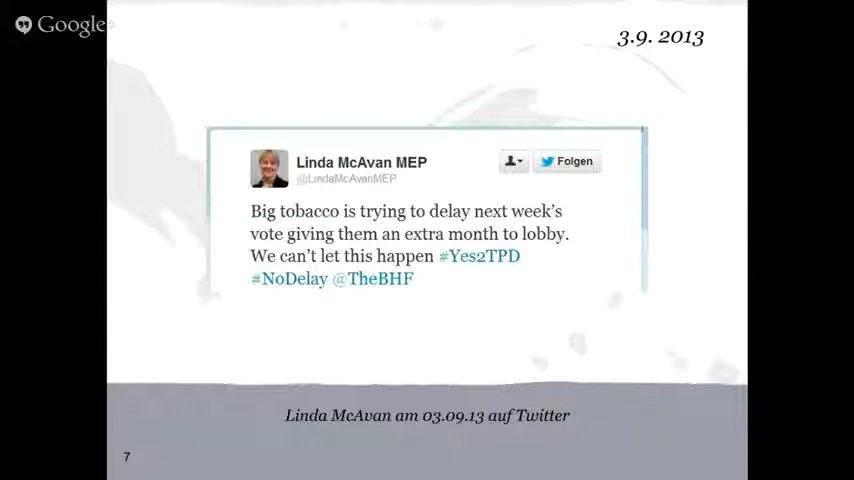 Google
3.9. 2013
Linda McAvan MEP
@LindaMcAvanMEP
Folgen
Big tobacco is trying to delay next week's
vote giving them an extra month to lobby.
We can't let this happen #Yes2TPD
#NoDelay @TheBHF
Linda McAvan am 03.09.13 auf Twitter
7